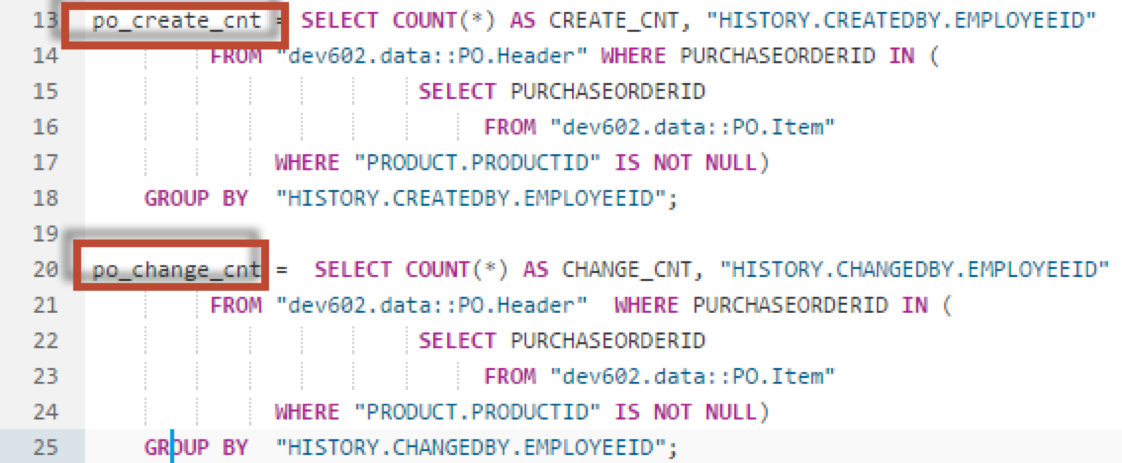 13 po_create_cnt = SELECT COUNT(*) AS CREATE_CNT, "HISTORY.CREATEDBY.EMPLOYEEID"
14 FROM "dev602.data::PO.Header" WHERE PURCHASEORDERID IN (
15 SELECT PURCHASEORDERID
16 FROM "dev602.data::PO.Item"
17 WHERE "PRODUCT.PRODUCTID" IS NOT NULL)
18 GROUP BY "HISTORY.CREATEDBY.EMPLOYEEID";
19
20 po_change_cnt = SELECT COUNT(*) AS CHANGE_CNT, "HISTORY.CHANGEDBY.EMPLOYEEID"
21 FROM "dev602.data::PO.Header" WHERE PURCHASEORDERID IN (
22 SELECT PURCHASEORDERID
23 FROM "dev602.data::PO.Item"
24 WHERE "PRODUCT.PRODUCTID" IS NOT NULL)
25 GROUP BY "HISTORY.CHANGEDBY.EMPLOYEEID";